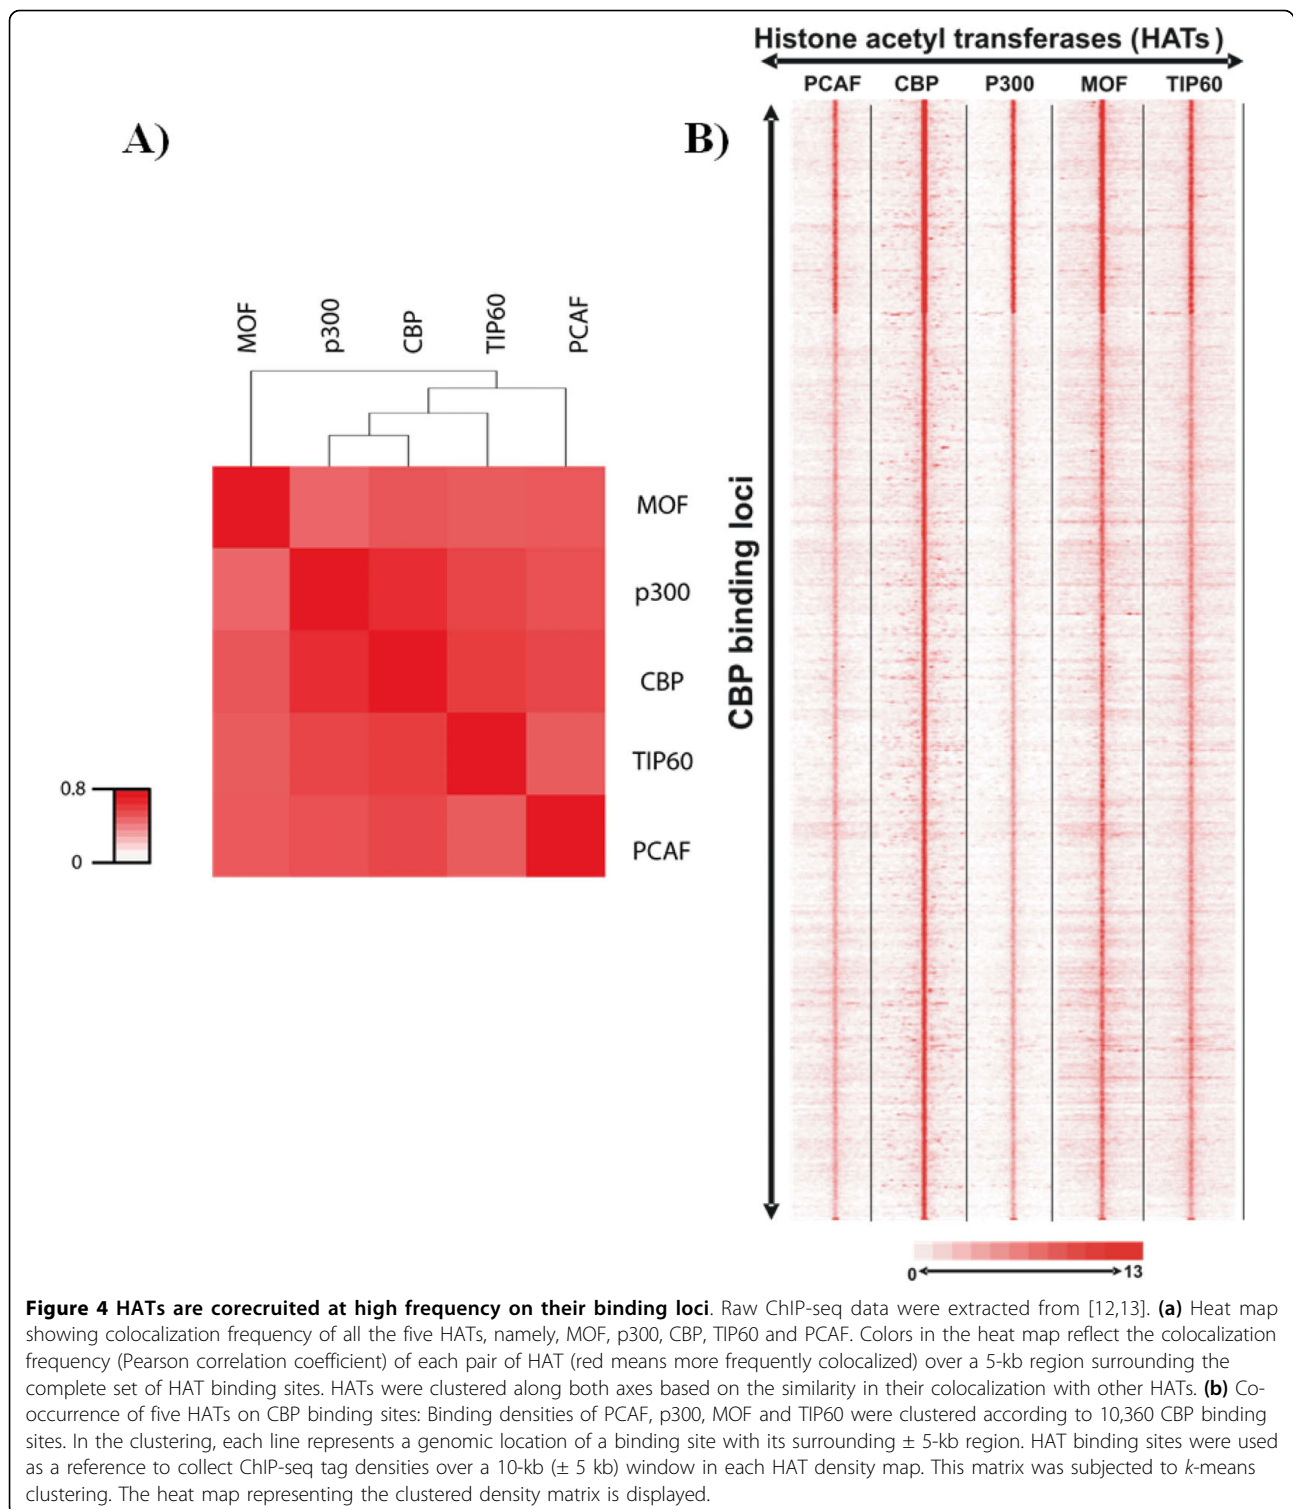 Histone acetyl transferases (HATs)
PCAF CBP P300 MOF TIP60
A)
B)
MOF p300 CBP TIP60 PCAF
MOF
p300
CBP
TIP60
PCAF
0.8
0
CBP binding loci
0 13
Figure 4 HATs are corecruited at high frequency on their binding loci. Raw ChIP-seq data were extracted from [12,13]. (a) Heat map
showing colocalization frequency of all the five HATs, namely, MOF, p300, CBP, TIP60 and PCAF. Colors in the heat map reflect the colocalization
frequency (Pearson correlation coefficient) of each pair of HAT (red means more frequently colocalized) over a 5-kb region surrounding the
complete set of HAT binding sites. HATs were clustered along both axes based on the similarity in their colocalization with other HATs. (b) Co-
occurrence of five HATs on CBP binding sites: Binding densities of PCAF, p300, MOF and TIP60 were clustered according to 10,360 CBP binding
sites. In the clustering, each line represents a genomic location of a binding site with its surrounding ± 5-kb region. HAT binding sites were used
as a reference to collect ChIP-seq tag densities over a 10-kb (± 5 kb) window in each HAT density map. This matrix was subjected to k-means
clustering. The heat map representing the clustered density matrix is displayed.